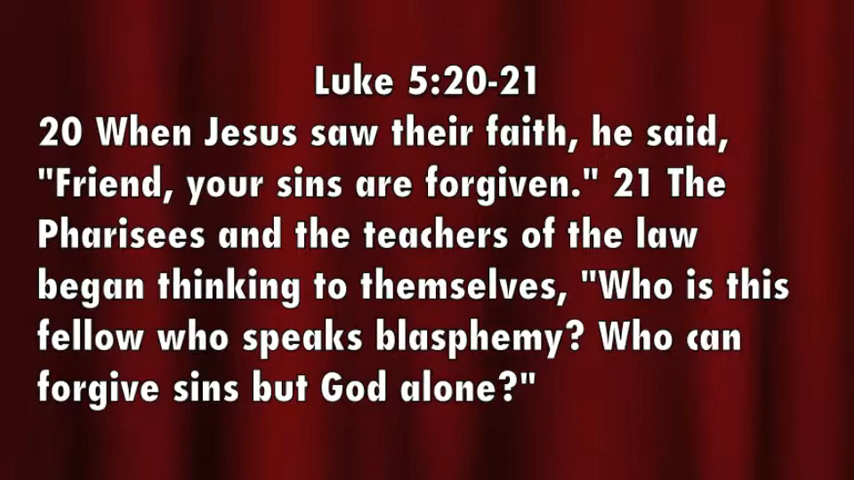 Luke 5:20-21
20 When Jesus saw their faith, he said,
"Friend, your sins are forgiven." 21 The
Pharisees and the teachers of the law
began thinking to themselves, "Who is this
fellow who speaks blasphemy? Who can
forgive sins but God alone?"